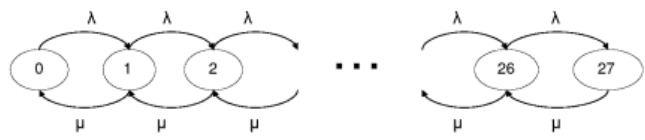 λ λ λ λ λ
0 1 2 ... 26 27
μ μ μ μ μ